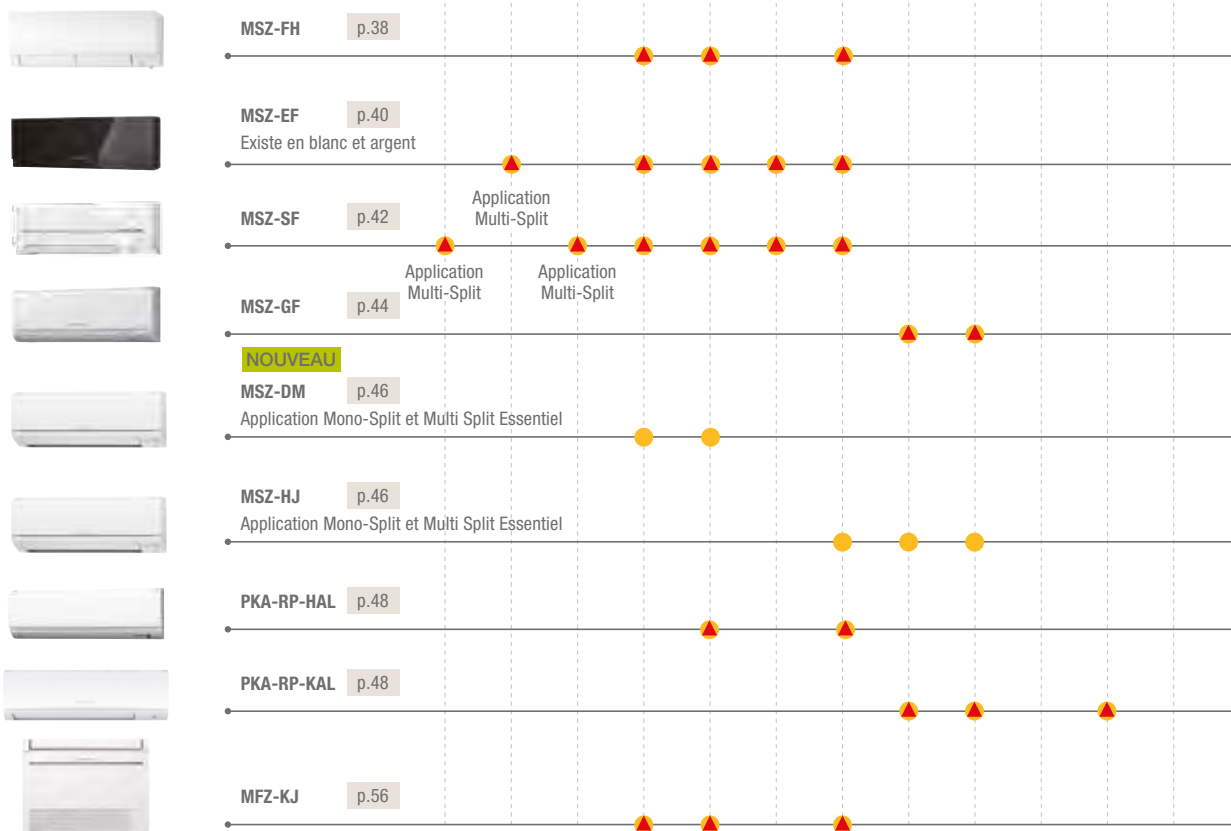 MSZ-FH p.38
MSZ-EF p.40
Existe en blanc et argent
Application
Multi-Split
MSZ-SF p.42
Application
Multi-Split
Application
Multi-Split
MSZ-GF p.44
NOUVEAU
MSZ-DM p.46
Application Mono-Split et Multi Split Essentiel
MSZ-HJ p.46
Application Mono-Split et Multi Split Essentiel
PKA-RP-HAL p.48
PKA-RP-KAL p.48
MFZ-KJ p.56